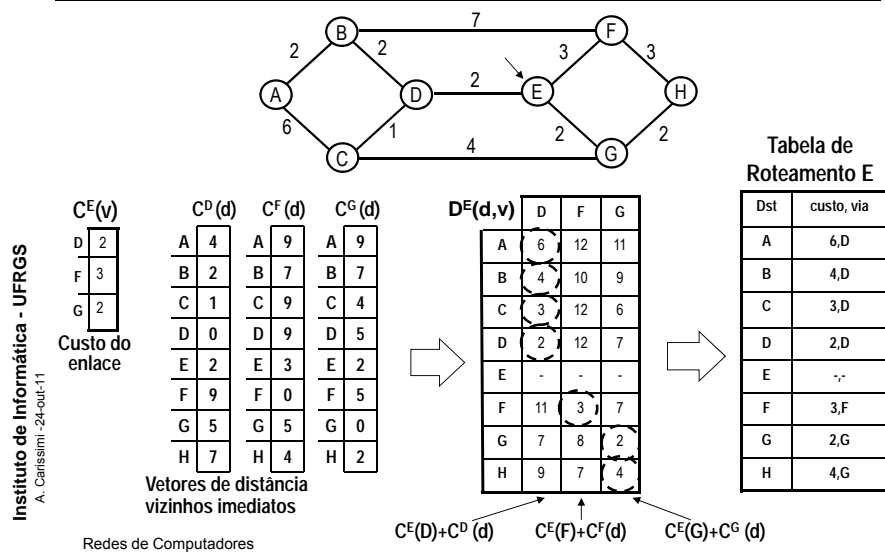 7
B
F
2
2
3
3
A
D
2
E
H
6
1
2
2
4
C
G
Tabela de
Roteamento E
C^E(v)
D 2
F 3
G 2
Custo do
enlace
C^D (d) C^F (d) C^G (d)
A 4 A 9 A 9
B 2 B 7 B 7
C 1 C 9 C 4
D 0 D 9 D 5
E 2 E 3 E 2
F 9 F 0 F 5
G 5 G 5 G 0
H 7 H 4 H 2
Vetores de distância
vizinhos imediatos
D^E(d,v) D F G
A 6 12 11
B 4 10 9
C 3 12 6
D 2 12 7
E - - -
F 11 3 7
G 7 8 2
H 9 7 4
C^E(D)+C^D (d) C^E(F)+C^F(d) C^E(G)+C^G (d)
Dst custo, via
A 6,D
B 4,D
C 3,D
D 2,D
E -,-
F 3,F
G 2,G
H 4,G
Instituto de Informática - UFRGS
A. Carissimi -24-out-11
Redes de Computadores